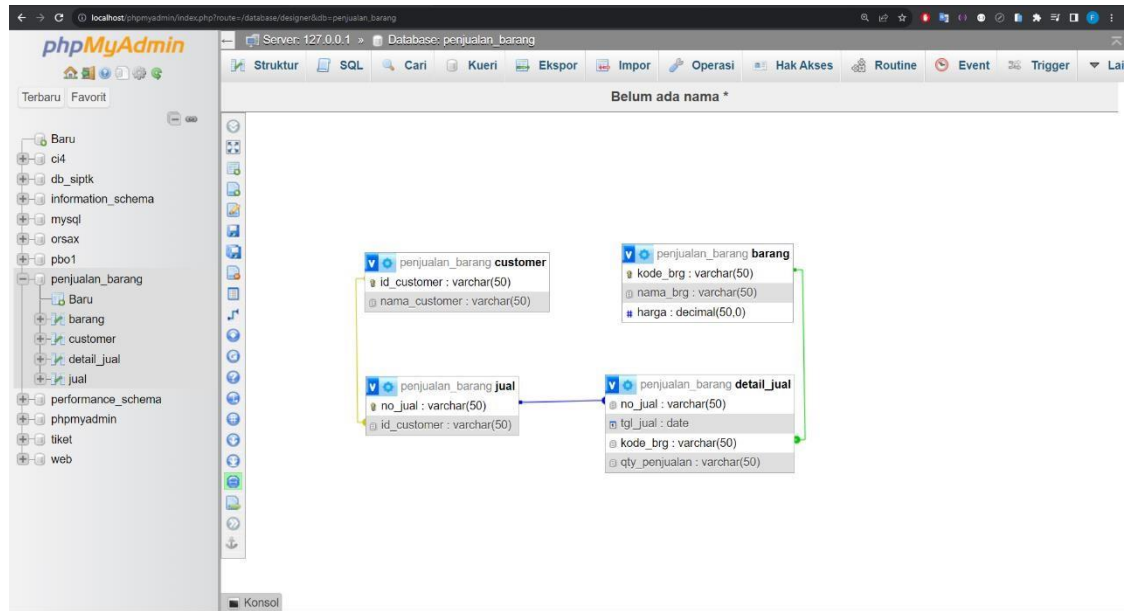 localhost/phpmyadmin/index.php?route=/database/designer&db=penjualan_barang
phpMyAdmin
Terbaru Favorit
Baru
ci4
db_siptk
information_schema
mysql
orsax
pbo1
penjualan_barang
Baru
barang
customer
detail_jual
jual
performance_schema
phpmyadmin
tiket
web
Server: 127.0.0.1 » Database: penjualan_barang
Struktur SQL Cari Kueri Ekspor Impor Operasi Hak Akses Routine Event Trigger Lai
Belum ada nama *
V penjualan_barang customer
id_customer : varchar(50)
nama_customer : varchar(50)
V penjualan_barang barang
kode_brg : varchar(50)
nama_brg : varchar(50)
# harga : decimal(50,0)
V penjualan_barang jual
no_jual : varchar(50)
id_customer : varchar(50)
V penjualan_barang detail_jual
no_jual : varchar(50)
tgl_jual : date
kode_brg : varchar(50)
qty_penjualan : varchar(50)
Konsol